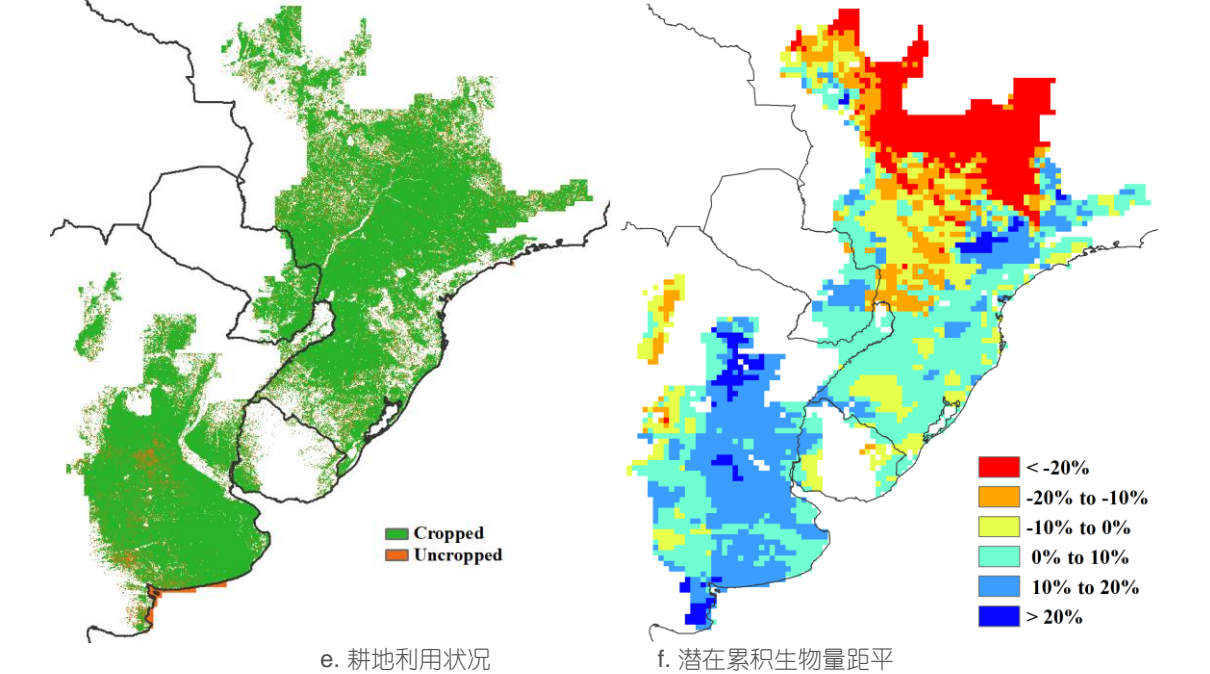 Cropped
Uncropped
< -20%
-20% to -10%
-10% to 0%
0% to 10%
10% to 20%
> 20%
e. 耕地利用状况
f. 潜在累积生物量距平